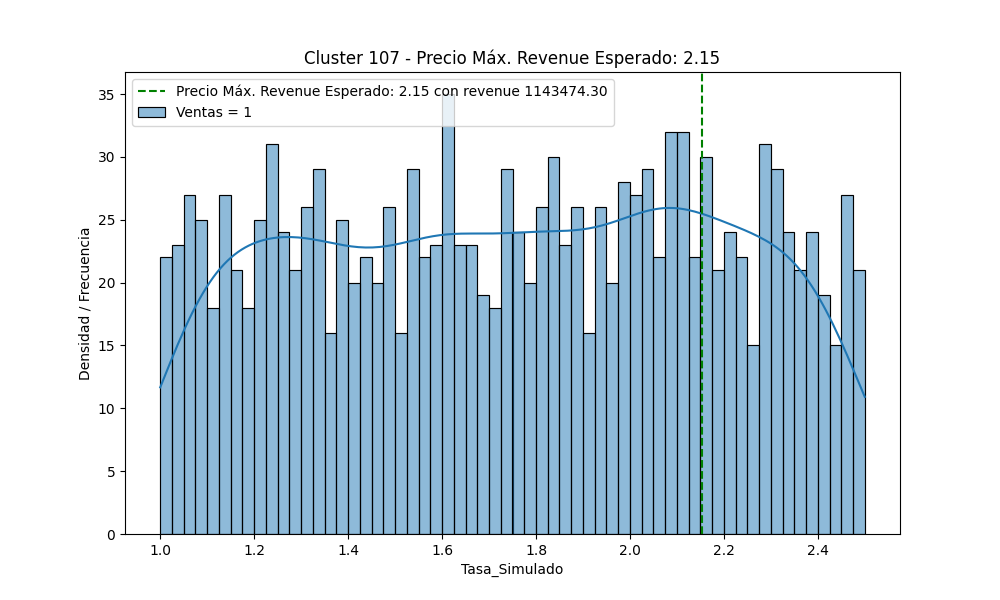 Cluster 107 - Precio Máx. Revenue Esperado: 2.15
Precio Máx. Revenue Esperado: 2.15 con revenue 1143474.30
Ventas = 1
Densidad / Frecuencia
35
30
25
20
15
10
5
0
1.0 1.2 1.4 1.6 1.8 2.0 2.2 2.4
Tasa_Simulado